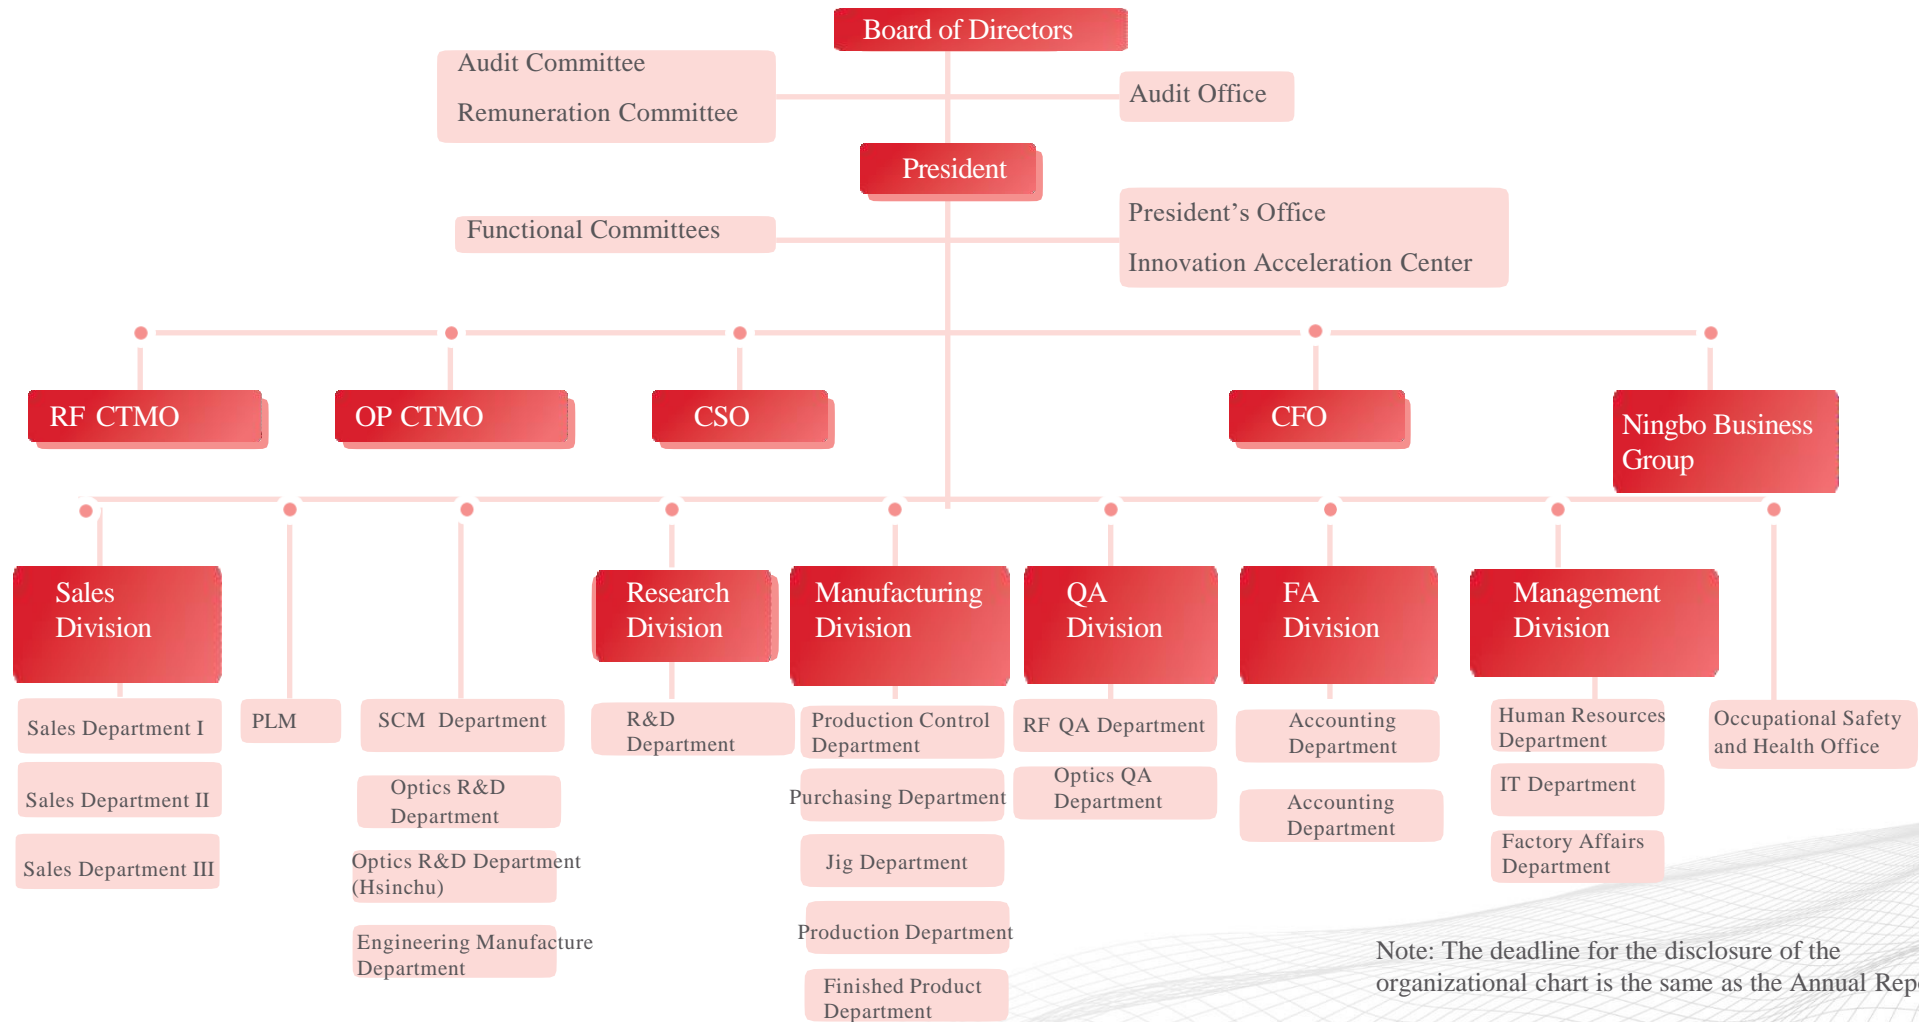 Board of Directors
Audit Committee
Remuneration Committee
Audit Office
President
Functional Committees
President’s Office
Innovation Acceleration Center
RF CTMO
OP CTMO
CSO
CFO
Ningbo Business
Group
Sales
Division
Research
Division
Manufacturing
Division
QA
Division
FA
Division
Management
Division
Sales Department I
Sales Department II
Sales Department III
PLM
SCM Department
Optics R&D
Department
Optics R&D Department
(Hsinchu)
Engineering Manufacture
Department
R&D
Department
Production Control
Department
Purchasing Department
Jig Department
Production Department
Finished Product
Department
RF QA Department
Optics QA
Department
Accounting
Department
Accounting
Department
Human Resources
Department
IT Department
Factory Affairs
Department
Occupational Safety
and Health Office
Note: The deadline for the disclosure of the
organizational chart is the same as the Annual